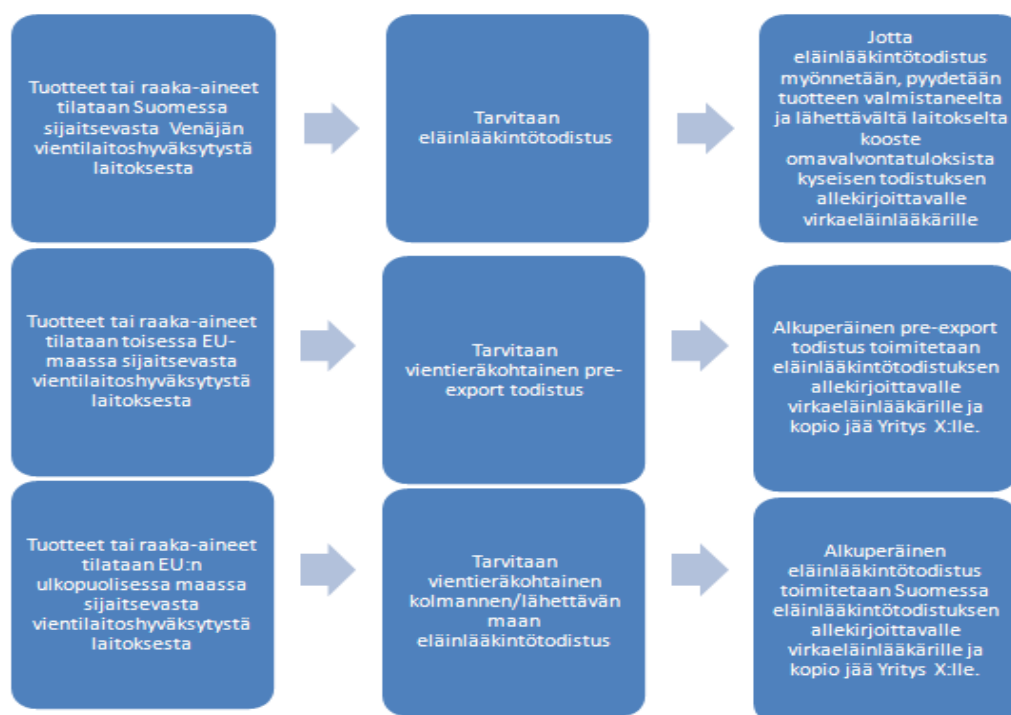 Tuotteet tai raaka-aineet
tilataan Suomessa
sijaitsevasta Venäjän
vientilaitoshyväksytystä
laitoksesta
Tarvitaan
eläinlääkintötodistus
Jotta
eläinlääkintötodistus
myönnetään, pyydetään
tuotteen valmistaneelta
ja lähettävältä laitokselta
kooste
omavalvontatuloksista
kyseisen todistuksen
allekirjoittavalle
virkaeläinlääkärille
Tuotteet tai raaka-aineet
tilataan toisessa EU-
maassa sijaitsevasta
vientilaitoshyväksytystä
laitoksesta
Tarvitaan
vientieräkohtainen pre-
export todistus
Alkuperäinen pre-export
todistus toimitetaan
eläinlääkintötodistuksen
allekirjoittavalle
virkaeläinlääkärille ja
kopio jää Yritys X:lle.
Tuotteet tai raaka-aineet
tilataan EU:n
ulkopuolisessa maassa
sijaitsevasta
vientilaitoshyväksytystä
laitoksesta
Tarvitaan
vientieräkohtainen
kolmannen/lähettävän
maan
eläinlääkintötodistus
Alkuperäinen
eläinlääkintötodistus
toimitetaan Suomessa
eläinlääkintötodistuksen
allekirjoittavalle
virkaeläinlääkärille ja
kopio jää Yritys X:lle.